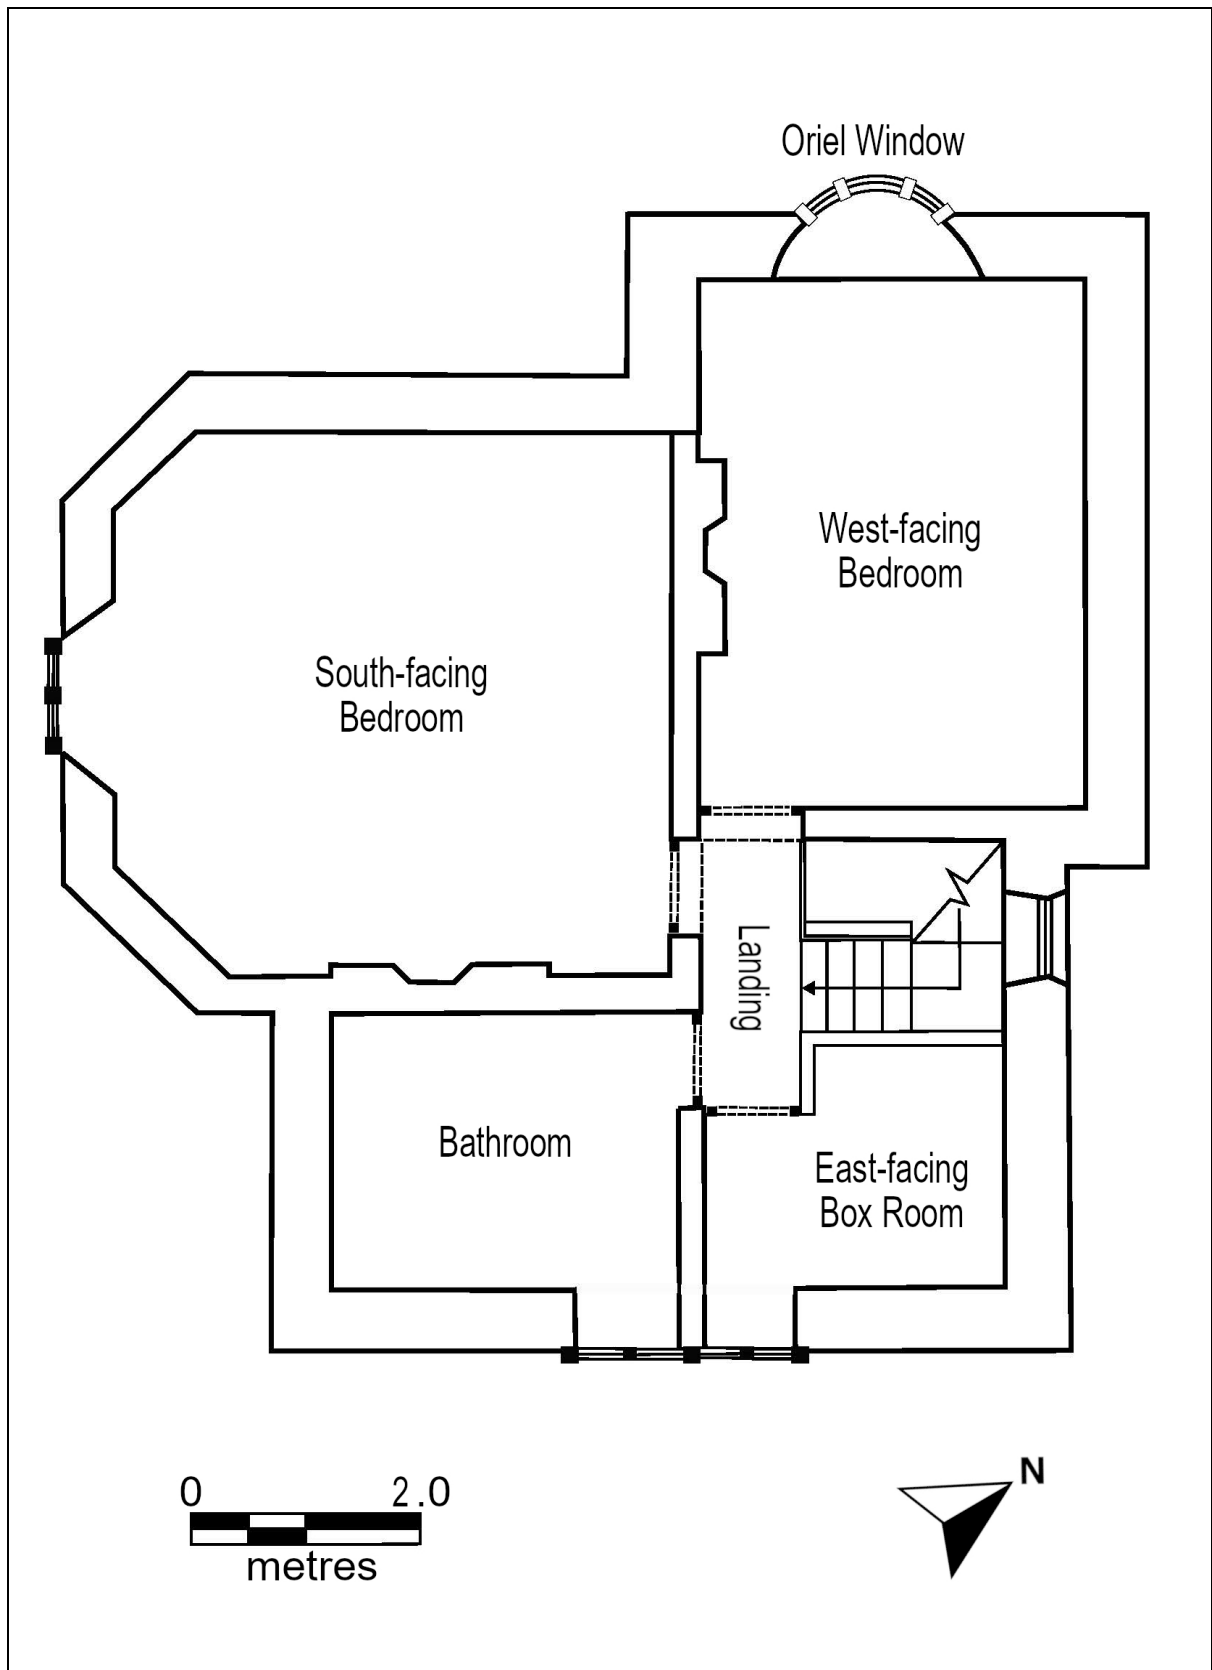 Oriel Window
West-facing
Bedroom
South-facing
Bedroom
Landing
Bathroom
East-facing
Box Room
0 2.0
metres
N